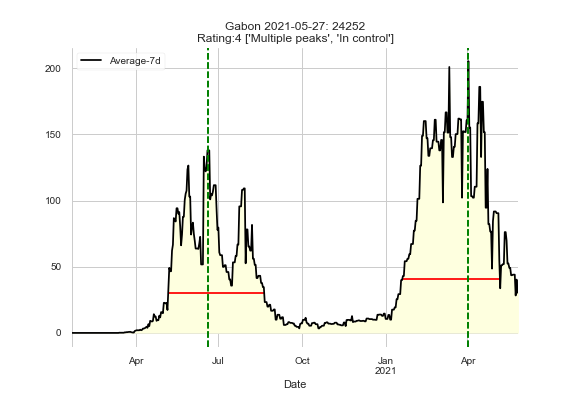 Gabon 2021-05-27: 24252
Rating:4 ['Multiple peaks', 'In control']
Average-7d
200
150
100
50
0
Apr Jul Oct Jan Apr
2021
Date